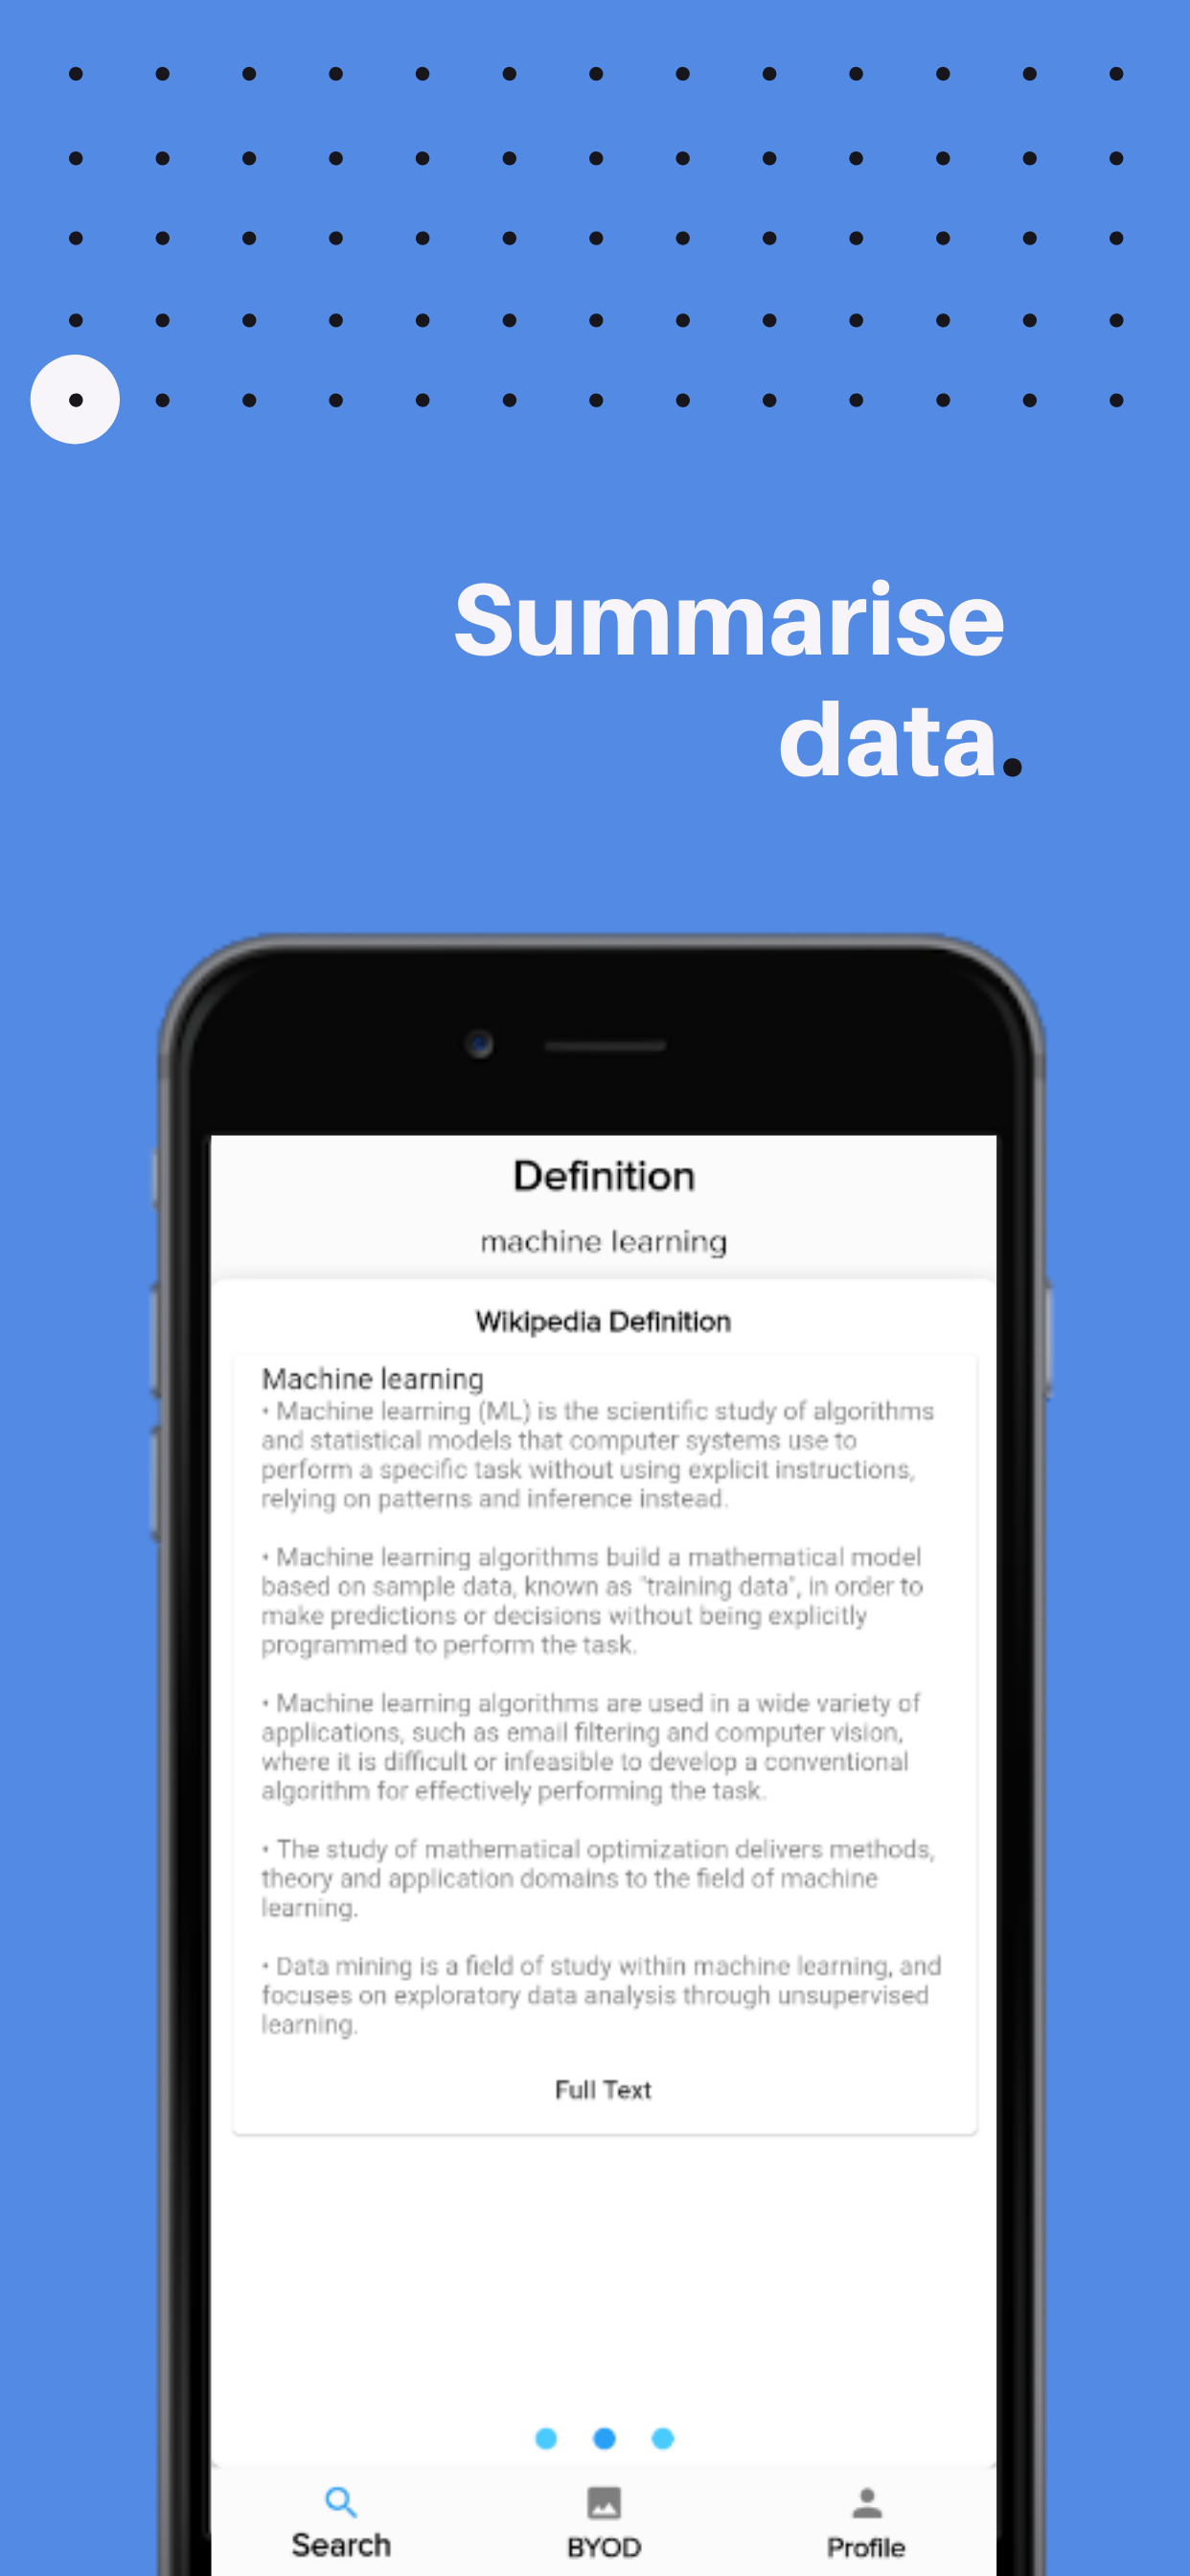 Summarise
data.
Definition
machine learning
Wikipedia Definition
Machine learning
• Machine learning (ML) is the scientific study of algorithms
and statistical models that computer systems use to
perform a specific task without using explicit instructions,
relying on patterns and inference instead.
• Machine learning algorithms build a mathematical model
based on sample data, known as "training data", in order to
make predictions or decisions without being explicitly
programmed to perform the task.
• Machine learning algorithms are used in a wide variety of
applications, such as email filtering and computer vision,
where it is difficult or infeasible to develop a conventional
algorithm for effectively performing the task.
• The study of mathematical optimization delivers methods,
theory and application domains to the field of machine
learning.
• Data mining is a field of study within machine learning, and
focuses on exploratory data analysis through unsupervised
learning.
Full Text
Search
BYOD
Profile